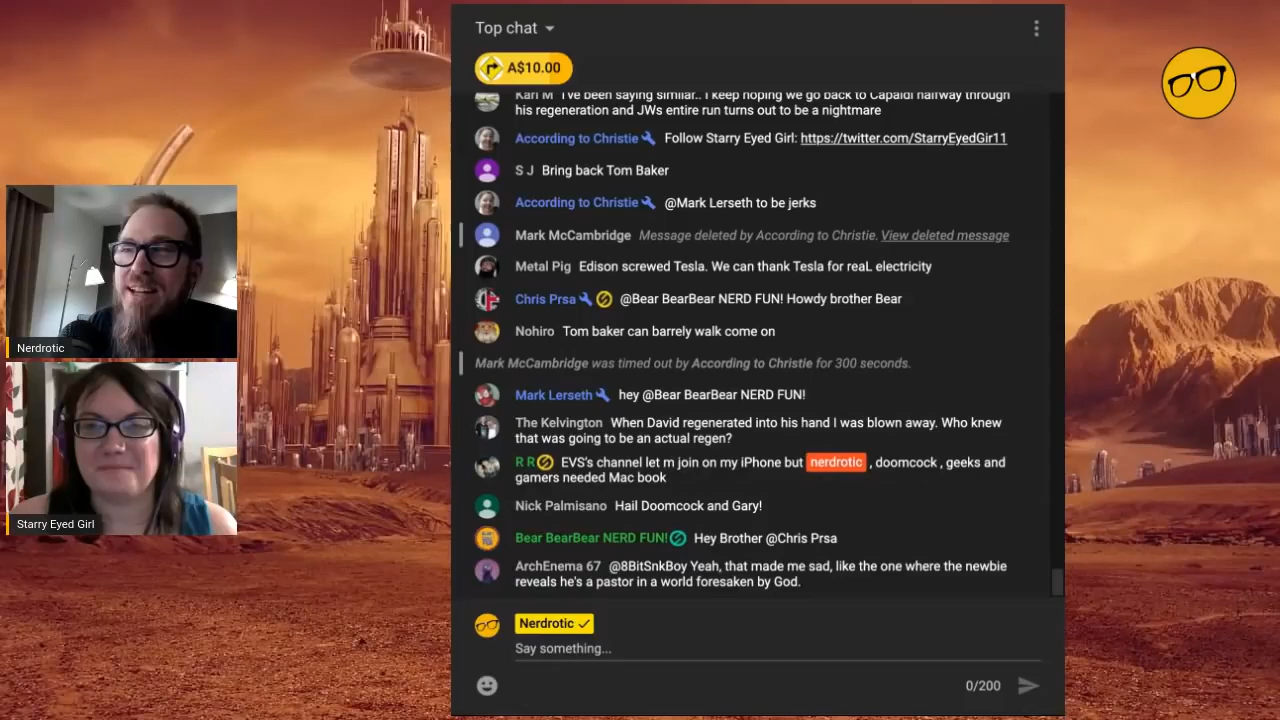 Top chat
A$10.00
Karl M I've been saying similar.. I keep hoping we go back to Capaldi halfway through
his regeneration and JWs entire run turns out to be a nightmare
According to Christie Follow Starry Eyed Girl: https://twitter.com/StarryEyedGir11
S J Bring back Tom Baker
According to Christie @Mark Lerseth to be jerks
Mark McCambridge Message deleted by According to Christie. View deleted message
Metal Pig Edison screwed Tesla. We can thank Tesla for reaL electricity
Chris Prsa @Bear BearBear NERD FUN! Howdy brother Bear
Nohiro Tom baker can barrely walk come on
Mark McCambridge was timed out by According to Christie for 300 seconds.
Mark Lerseth hey @Bear BearBear NERD FUN!
The Kelvington When David regenerated into his hand I was blown away. Who knew
that was going to be an actual regen?
R R EVS's channel let m join on my iPhone but nerdrotic , doomcock , geeks and
gamers needed Mac book
Nick Palmisano Hail Doomcock and Gary!
Bear BearBear NERD FUN! Hey Brother @Chris Prsa
ArchEnema 67 @8BitSnkBoy Yeah, that made me sad, like the one where the newbie
reveals he's a pastor in a world foresaken by God.
Nerdrotic
Say something...
0/200
Nerdrotic
Starry Eyed Girl